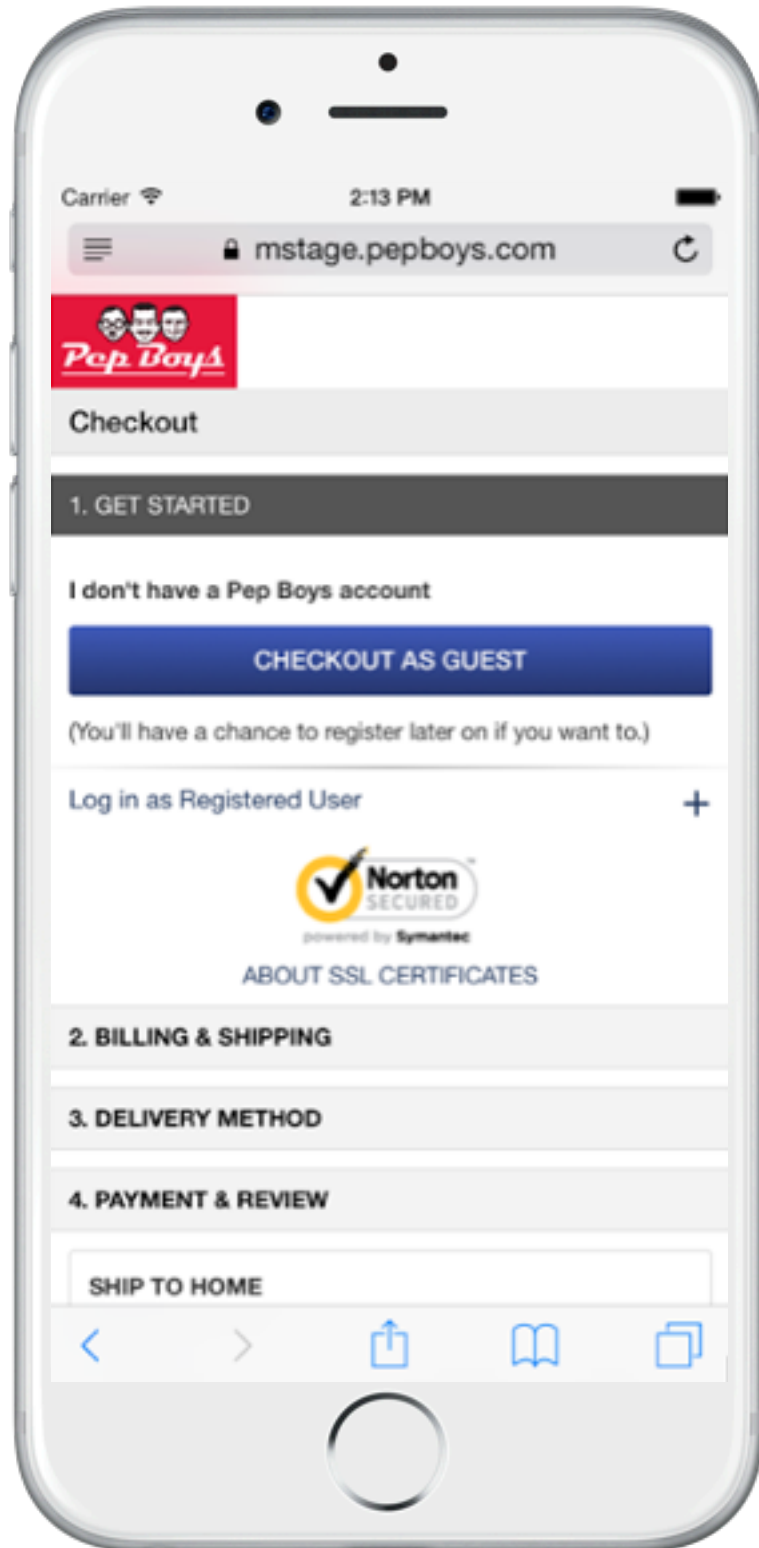 Carrier
2:13 PM
mstage.pepboys.com
Pep Boys
Checkout
1. GET STARTED
I don't have a Pep Boys account
CHECKOUT AS GUEST
(You'll have a chance to register later on if you want to.)
Log in as Registered User +
Norton
SECURED
powered by Symantec
ABOUT SSL CERTIFICATES
2. BILLING & SHIPPING
3. DELIVERY METHOD
4. PAYMENT & REVIEW
SHIP TO HOME